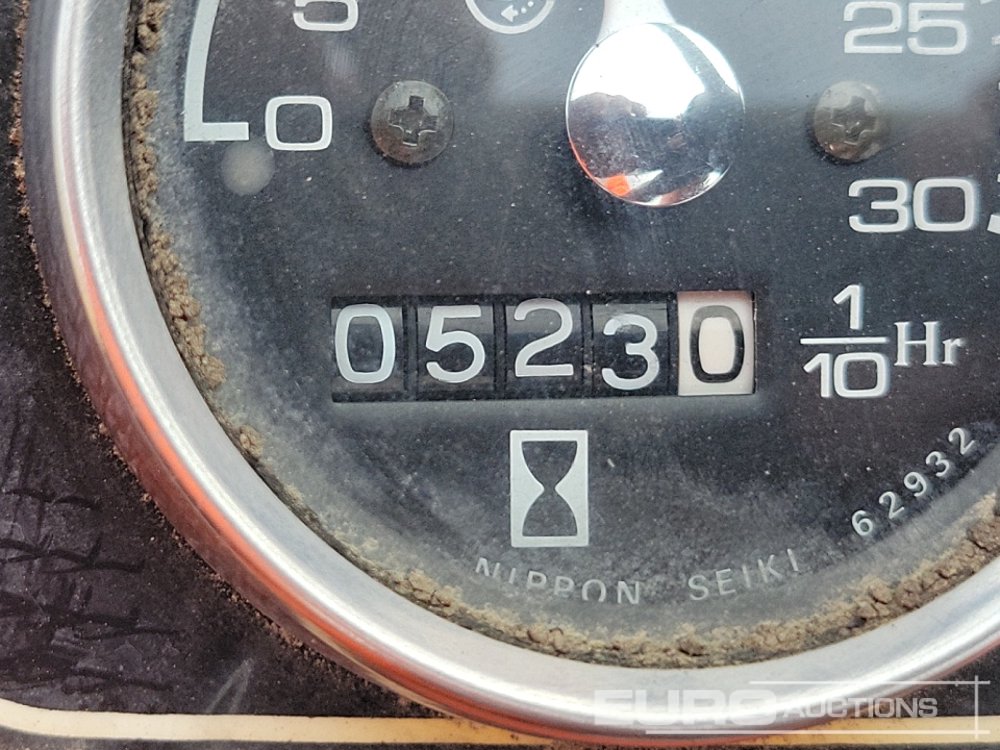 5
0
25
30
05230
1/10 Hr
62932
NIPPON SEIKI
EURO AUCTIONS